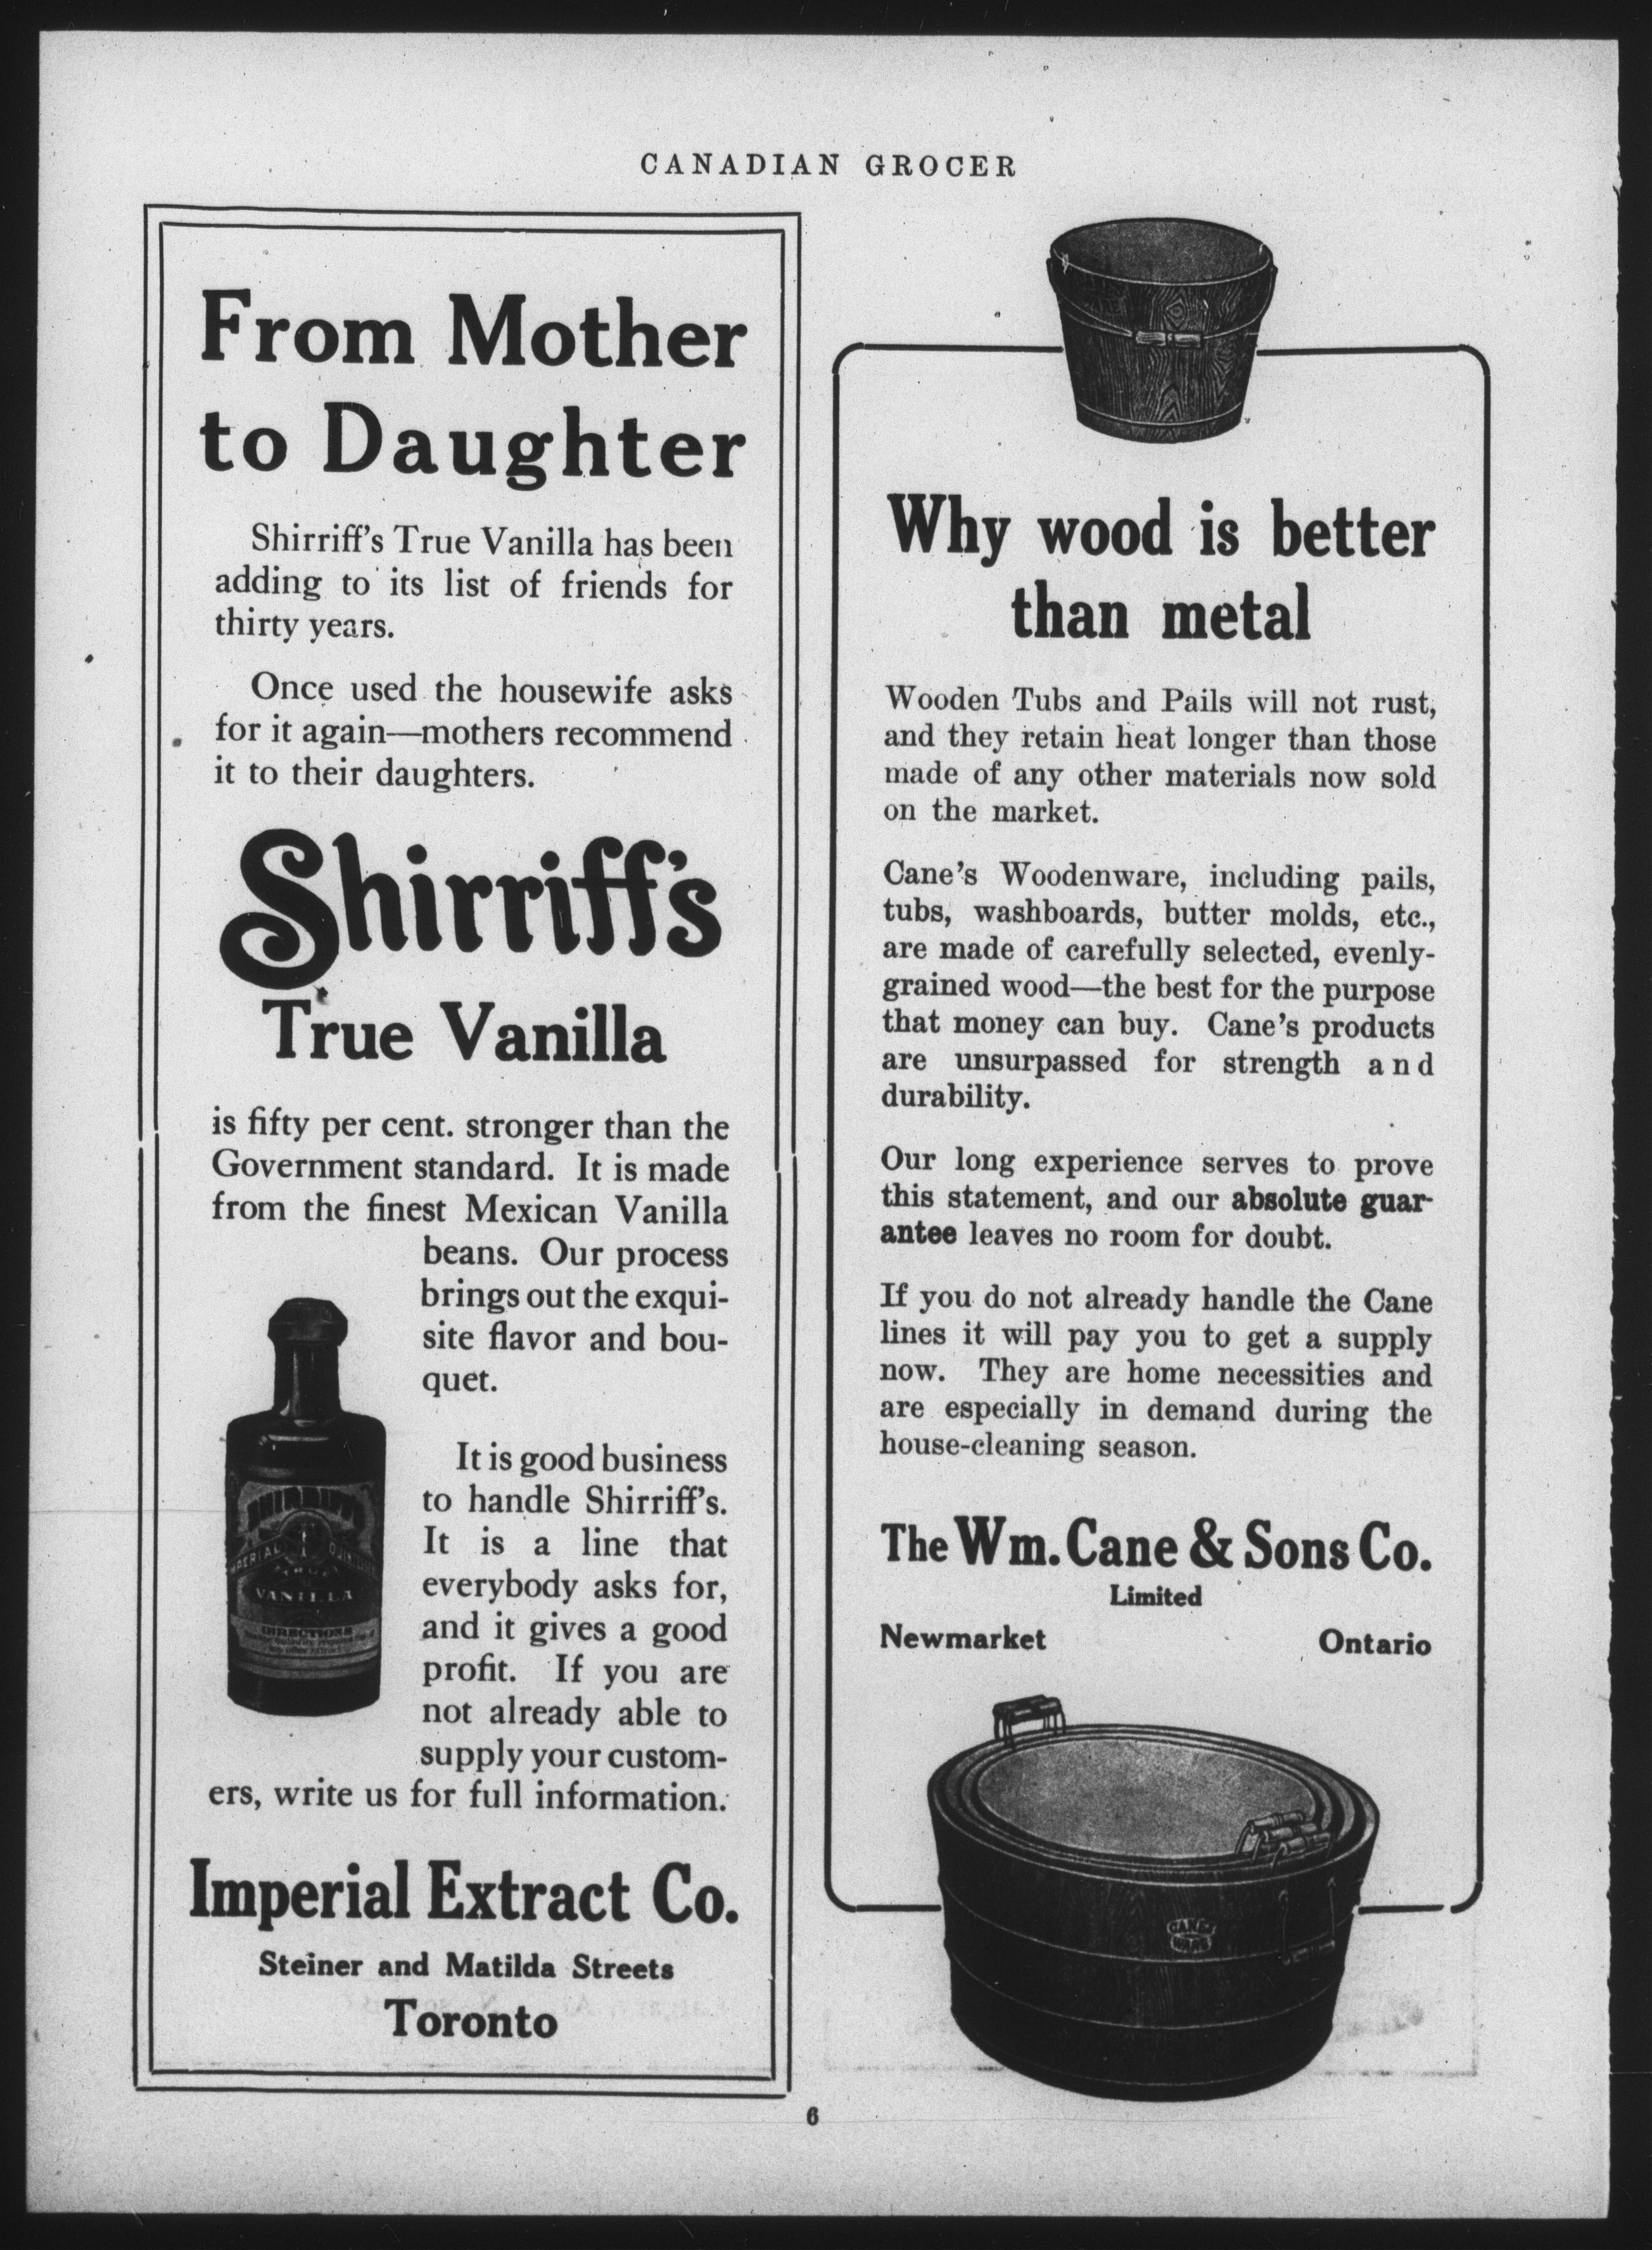 CANADIAN GROCER
From Mother
to Daughter
Shirriff's True Vanilla has been
adding to its list of friends for
thirty years.
Once used the housewife asks
for it again—mothers recommend
it to their daughters.
Shirriff's
True Vanilla
is fifty per cent. stronger than the
Government standard. It is made
from the finest Mexican Vanilla
beans. Our process
brings out the exqui-
site flavor and bou-
quet.
SHIRRIFF'S
IMPERIAL
VANILLA
DIRECTIONS
It is good business
to handle Shirriff's.
It is a line that
everybody asks for,
and it gives a good
profit. If you are
not already able to
supply your custom-
ers, write us for full information.
Imperial Extract Co.
Steiner and Matilda Streets
Toronto
Why wood is better
than metal
Wooden Tubs and Pails will not rust,
and they retain heat longer than those
made of any other materials now sold
on the market.
Cane's Woodenware, including pails,
tubs, washboards, butter molds, etc.,
are made of carefully selected, evenly-
grained wood—the best for the purpose
that money can buy. Cane's products
are unsurpassed for strength and
durability.
Our long experience serves to prove
this statement, and our absolute guar-
antee leaves no room for doubt.
If you do not already handle the Cane
lines it will pay you to get a supply
now. They are home necessities and
are especially in demand during the
house-cleaning season.
The Wm. Cane & Sons Co.
Limited
Newmarket Ontario
CANE'S
WARE
6